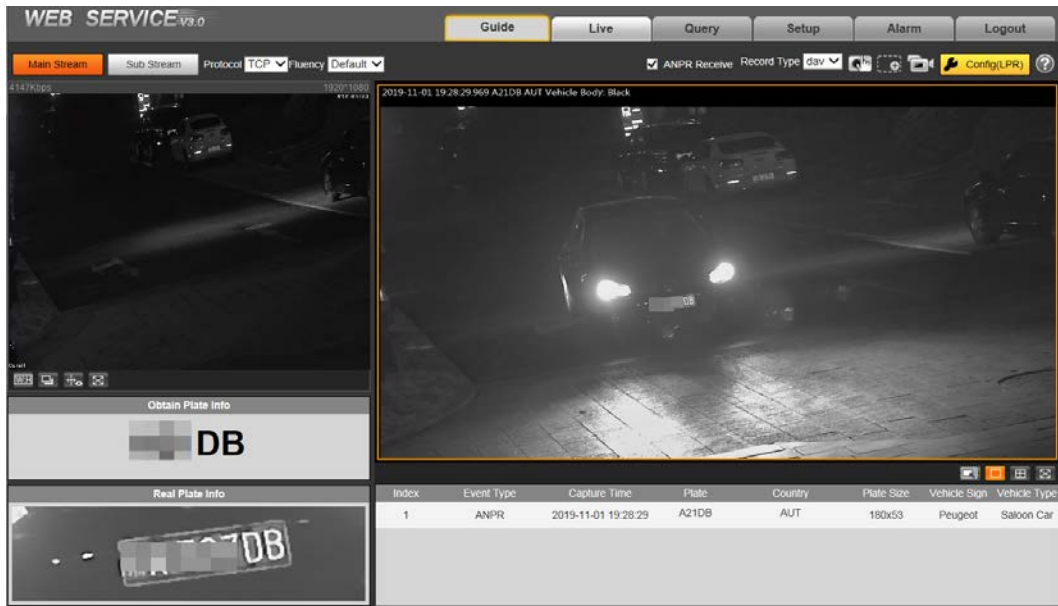 WEB SERVICE V3.0
Guide Live Query Setup Alarm Logout
Main Stream Sub Stream Protocol TCP Fluency Default ANPR Receive Record Type dav Config(LPR)
4147Kbps 1920*1080
2019-11-01 19:28:29:969 A21DB AUT Vehicle Body: Black
DB
Obtain Plate Info
DB
Real Plate Info
DB
Index Event Type Capture Time Plate Country Plate Size Vehicle Sign Vehicle Type
1 ANPR 2019-11-01 19:28:29 A21DB AUT 180x53 Peugeot Saloon Car